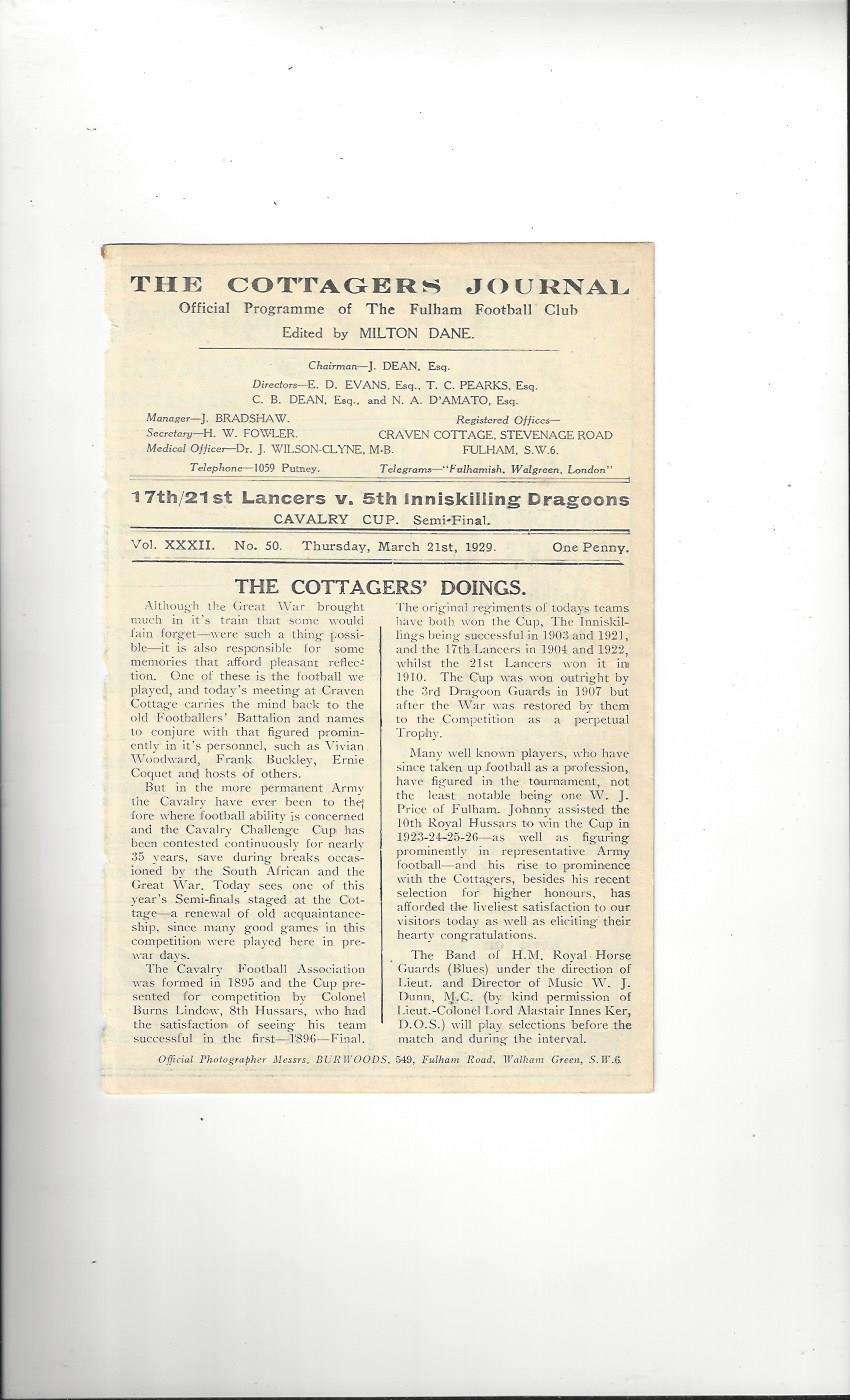 THE COTTAGERS JOURNAL
Official Programme of The Fulham Football Club
Edited by MILTON DANE.
Chairman—J. DEAN, Esq.
Directors—E. D. EVANS, Esq., T. C. PEARKS, Esq.
C. B. DEAN, Esq., and N. A. D'AMATO, Esq.
Manager—J. BRADSHAW.
Secretary—H. W. FOWLER.
Medical Officer—Dr. J. WILSON-CLYNE, M.B.
Registered Offices—
CRAVEN COTTAGE, STEVENAGE ROAD
FULHAM, S.W.6.
Telephone—1059 Putney.
Telegrams—"Fulhamish, Walgreen, London"
17th/21st Lancers v. 5th Inniskilling Dragoons
CAVALRY CUP. Semi-Final.
Vol. XXXII. No. 50. Thursday, March 21st, 1929. One Penny.
THE COTTAGERS' DOINGS.
Although the Great War brought
much in it's train that some would
fain forget—were such a thing possi-
ble—it is also responsible for some
memories that afford pleasant reflec-
tion. One of these is the football we
played, and today's meeting at Craven
Cottage carries the mind back to the
old Footballers' Battalion and names
to conjure with that figured promin-
ently in it's personnel, such as Vivian
Woodward, Frank Buckley, Ernie
Coquet and hosts of others.
But in the more permanent Army
the Cavalry have ever been to the
fore where football ability is concerned
and the Cavalry Challenge Cup has
been contested continuously for nearly
35 years, save during breaks occas-
ioned by the South African and the
Great War. Today sees one of this
year's Semi-finals staged at the Cot-
tage—a renewal of old acquaintance-
ship, since many good games in this
competition were played here in pre-
war days.
The Cavalry Football Association
was formed in 1895 and the Cup pre-
sented for competition by Colonel
Burns Lindow, 8th Hussars, who had
the satisfaction of seeing his team
successful in the first—1896—Final.
The original regiments of todays teams
have both won the Cup, The Inniskil-
lings being successful in 1903 and 1921,
and the 17th Lancers in 1904 and 1922,
whilst the 21st Lancers won it in
1910. The Cup was won outright by
the 3rd Dragoon Guards in 1907 but
after the War was restored by them
to the Competition as a perpetual
Trophy.
Many well known players, who have
since taken up football as a profession,
have figured in the tournament, not
the least notable being one W. J.
Price of Fulham. Johnny assisted the
10th Royal Hussars to win the Cup in
1923-24-25-26—as well as figuring
prominently in representative Army
football—and his rise to prominence
with the Cottagers, besides his recent
selection for higher honours, has
afforded the liveliest satisfaction to our
visitors today as well as eliciting their
hearty congratulations.
The Band of H.M. Royal Horse
Guards (Blues) under the direction of
Lieut. and Director of Music W. J.
Dunn, M.C. (by kind permission of
Lieut.-Colonel Lord Alastair Innes Ker,
D.O.S.) will play selections before the
match and during the interval.
Official Photographer Messrs. BURWOODS, 549, Fulham Road, Walham Green, S.W.6.